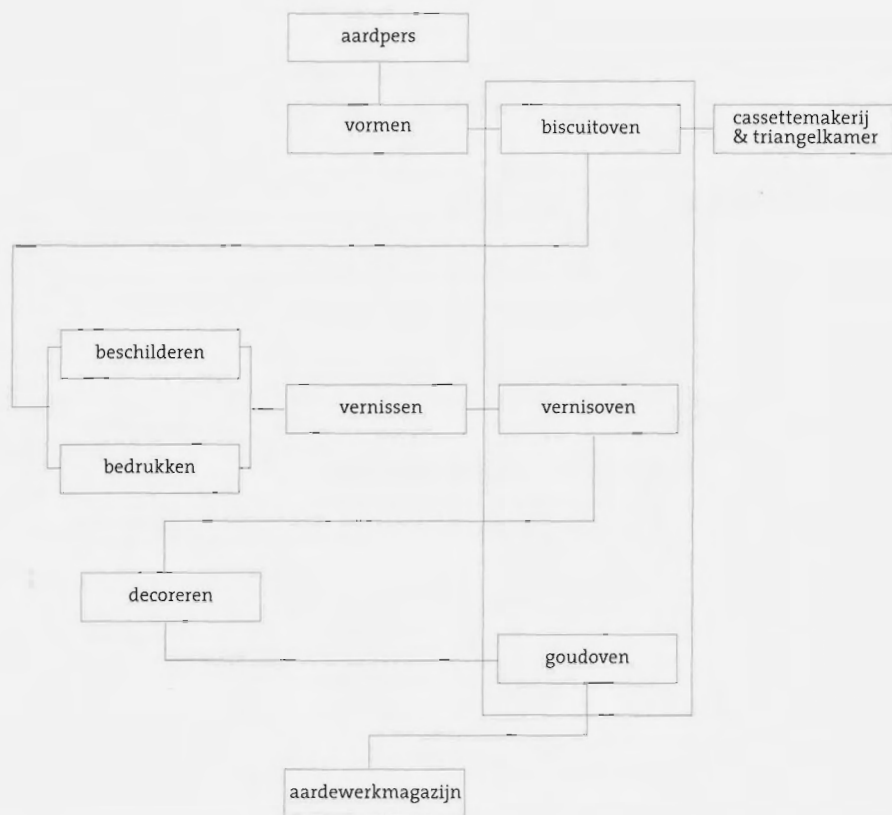 aardpers
vormen
biscuitoven
cassettemakerij
& triangelkamer
beschilderen
vernissen
vernisoven
bedrukken
decoreren
goudoven
aardewerkmagazijn